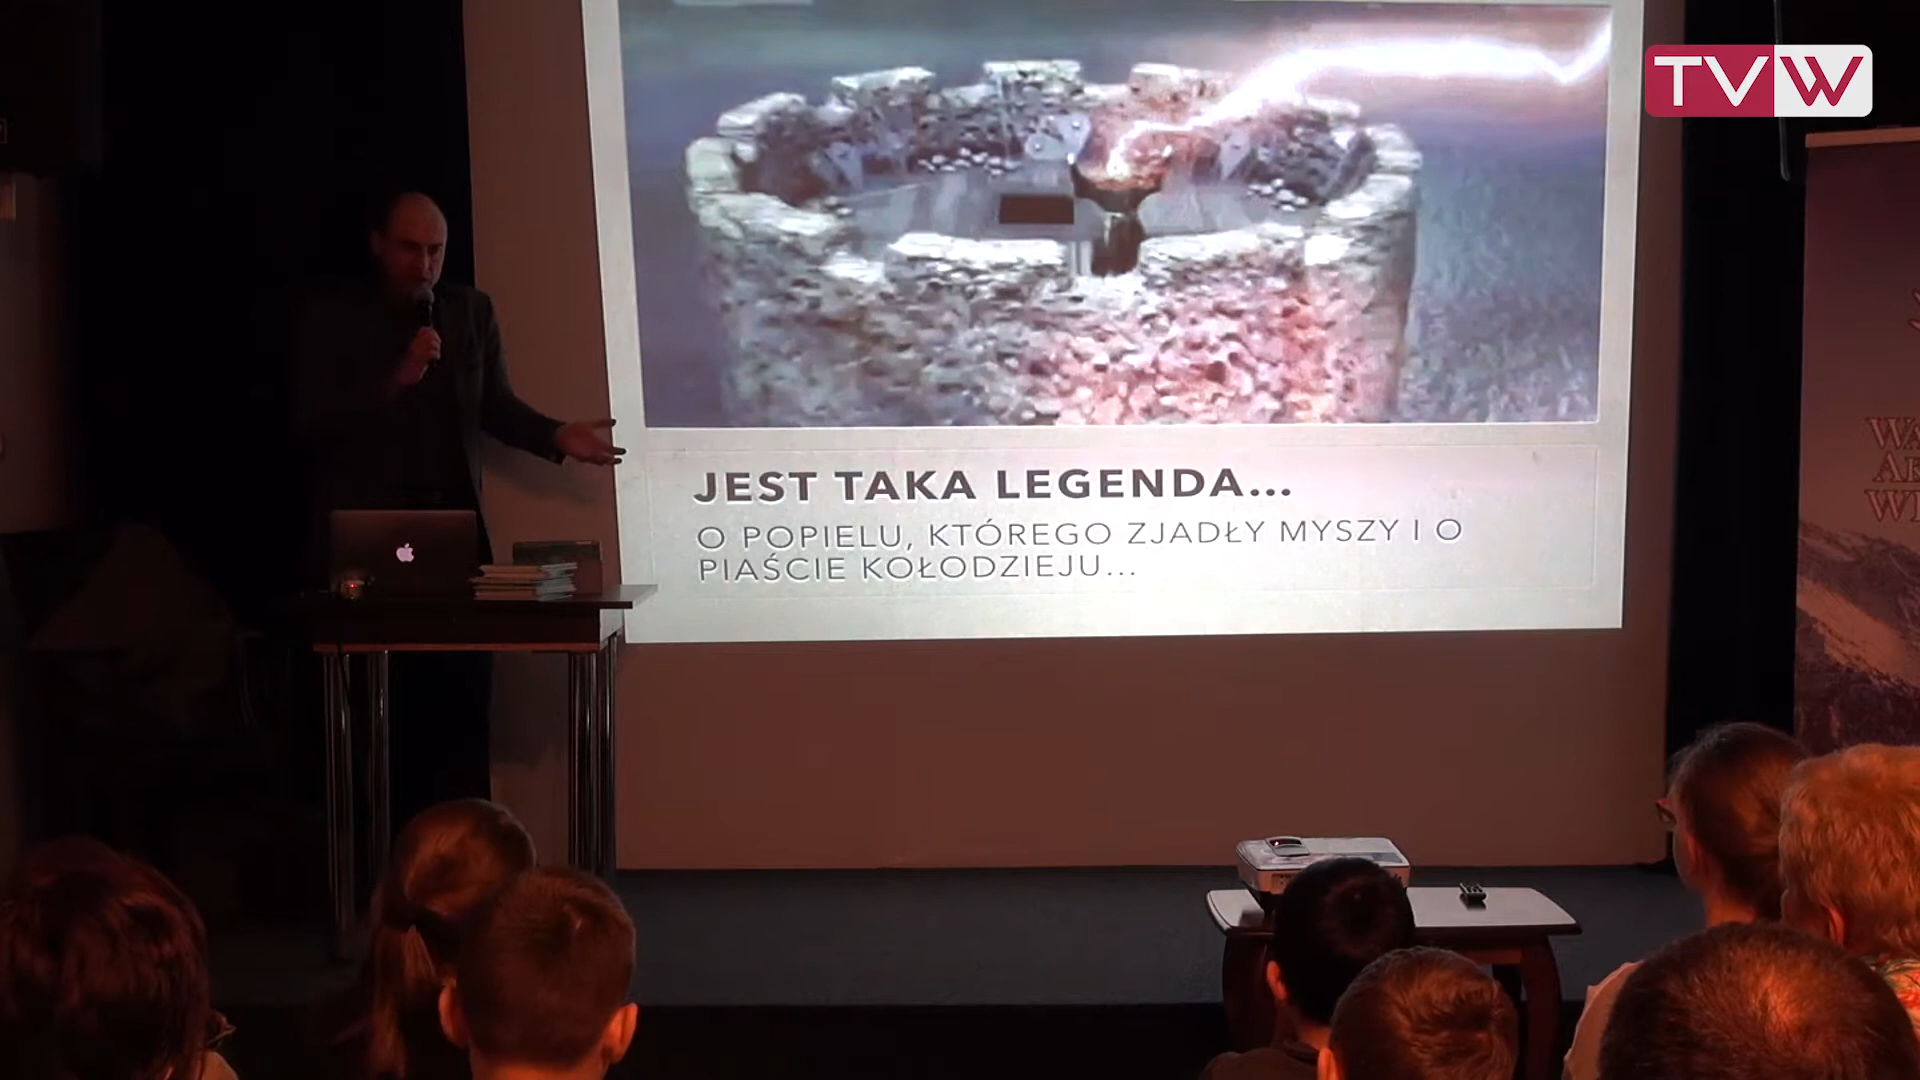 TVW
JEST TAKA LEGENDA...
O POPIELU, KTÓREGO ZJADŁY MYSZY I O
PIAŚCIE KOŁODZIEJU...